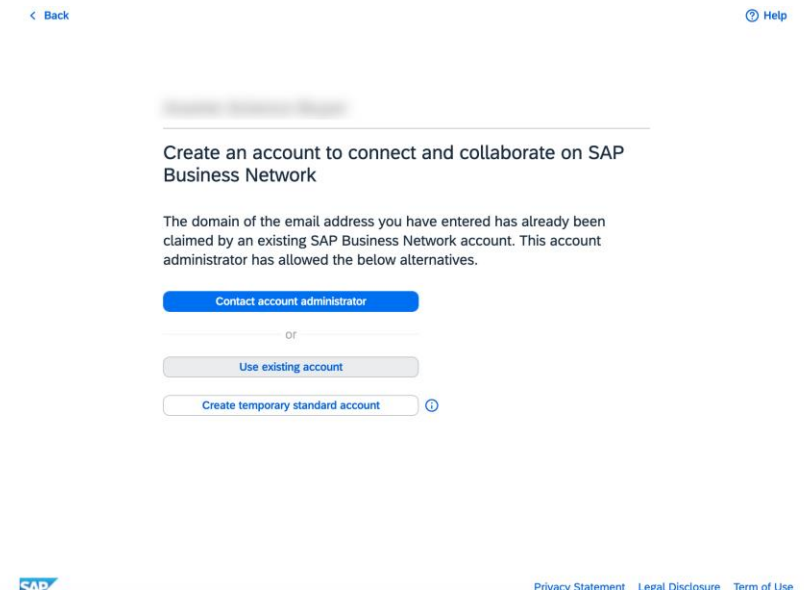 Back
Help
Create an account to connect and collaborate on SAP
Business Network
The domain of the email address you have entered has already been
claimed by an existing SAP Business Network account. This account
administrator has allowed the below alternatives.
Contact account administrator
or
Use existing account
Create temporary standard account
SAP
Privacy Statement Legal Disclosure Term of Use